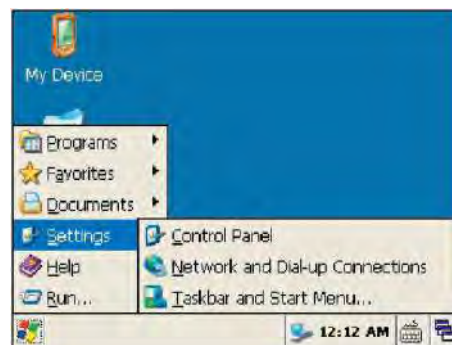 My Device
Programs
Favorites
Documents
Settings
Help
Run...
Control Panel
Network and Dial-up Connections
Taskbar and Start Menu...
12:12 AM